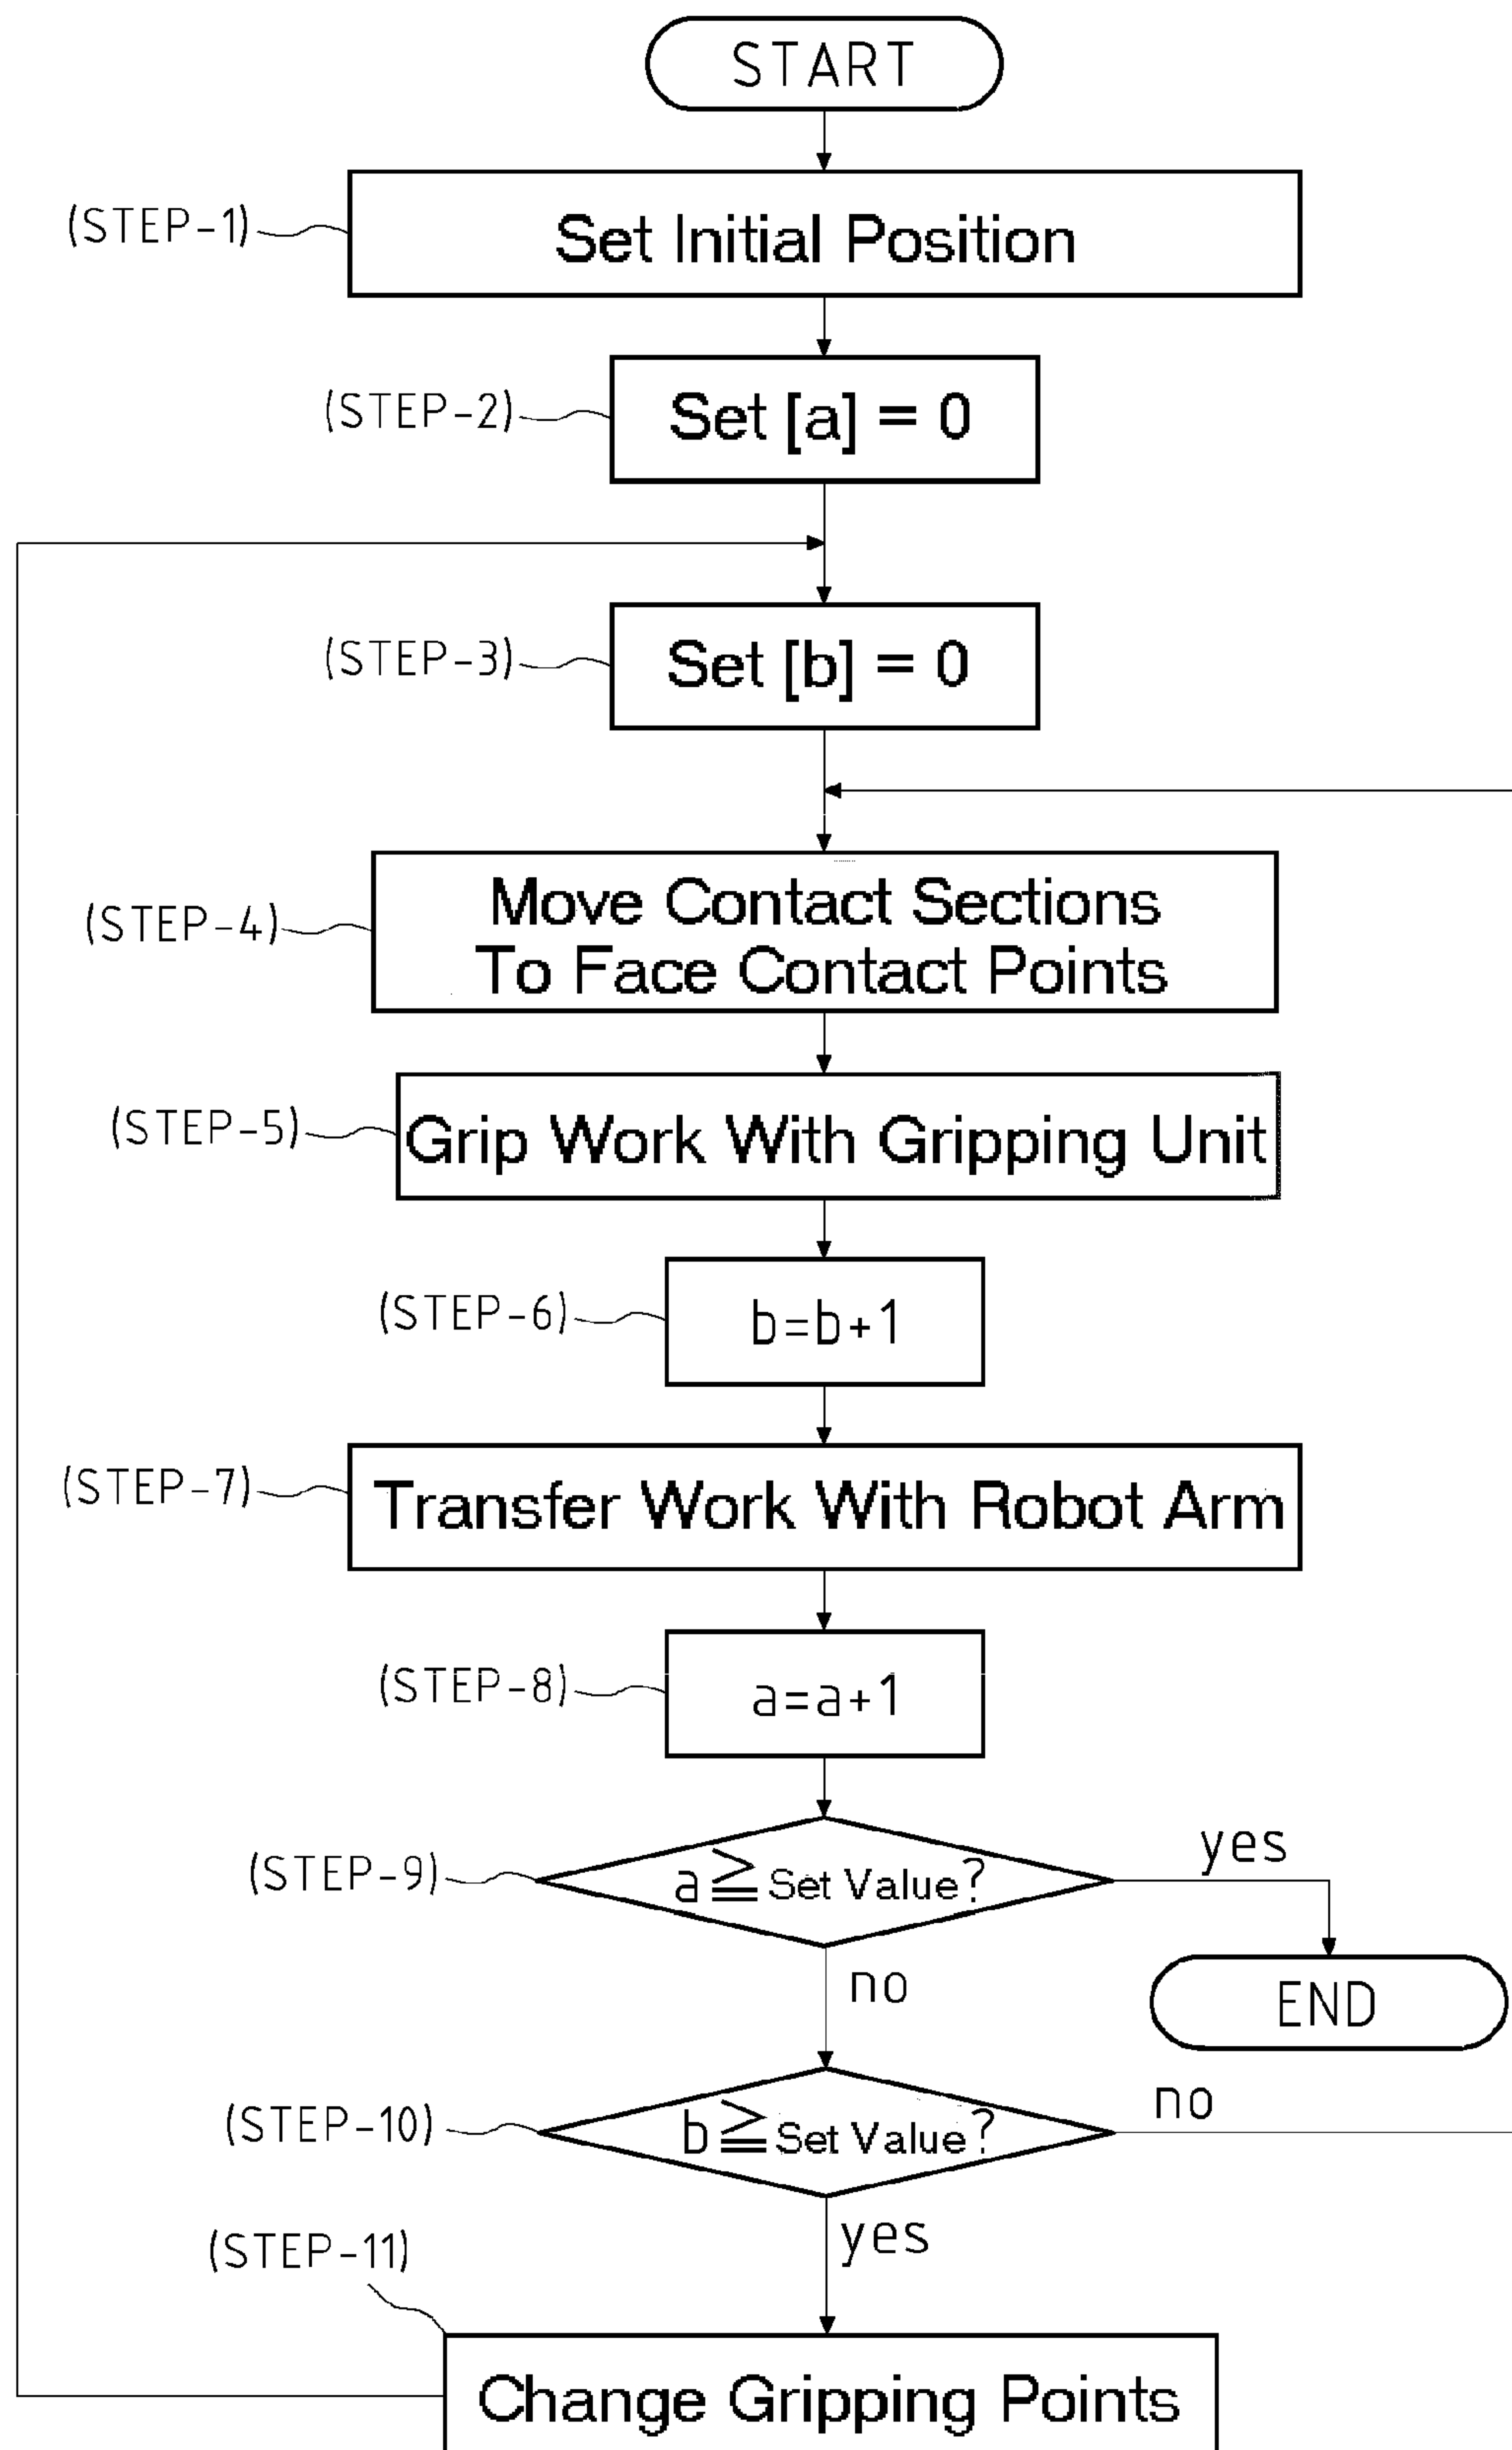 START
(STEP-1)
Set Initial Position
(STEP-2)
Set [a] = 0
(STEP-3)
Set [b] = 0
(STEP-4)
Move Contact Sections
To Face Contact Points
(STEP-5)
Grip Work With Gripping Unit
(STEP-6)
b=b+1
(STEP-7)
Transfer Work With Robot Arm
(STEP-8)
a=a+1
(STEP-9)
a≧Set Value?
yes
no
END
(STEP-10)
b≧Set Value?
no
yes
(STEP-11)
Change Gripping Points